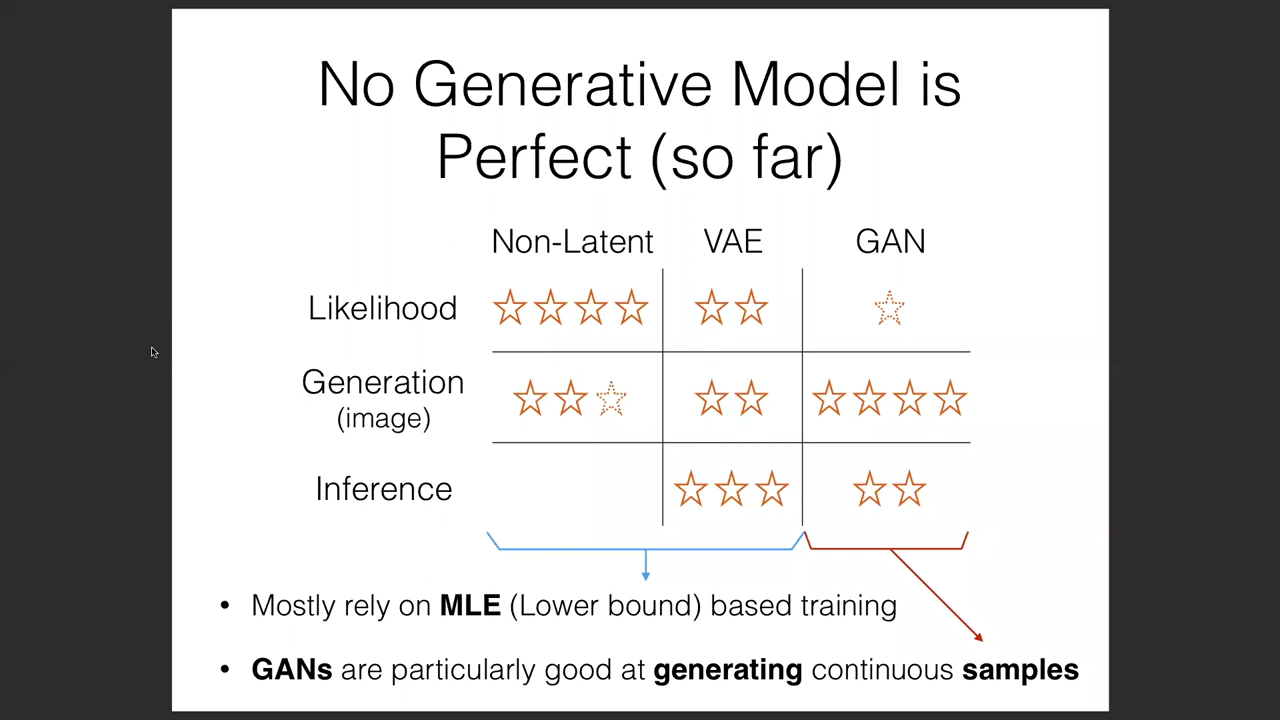 No Generative Model is
Perfect (so far)
Non-Latent VAE GAN
Likelihood
Generation
(image)
Inference
• Mostly rely on MLE (Lower bound) based training
• GANs are particularly good at generating continuous samples